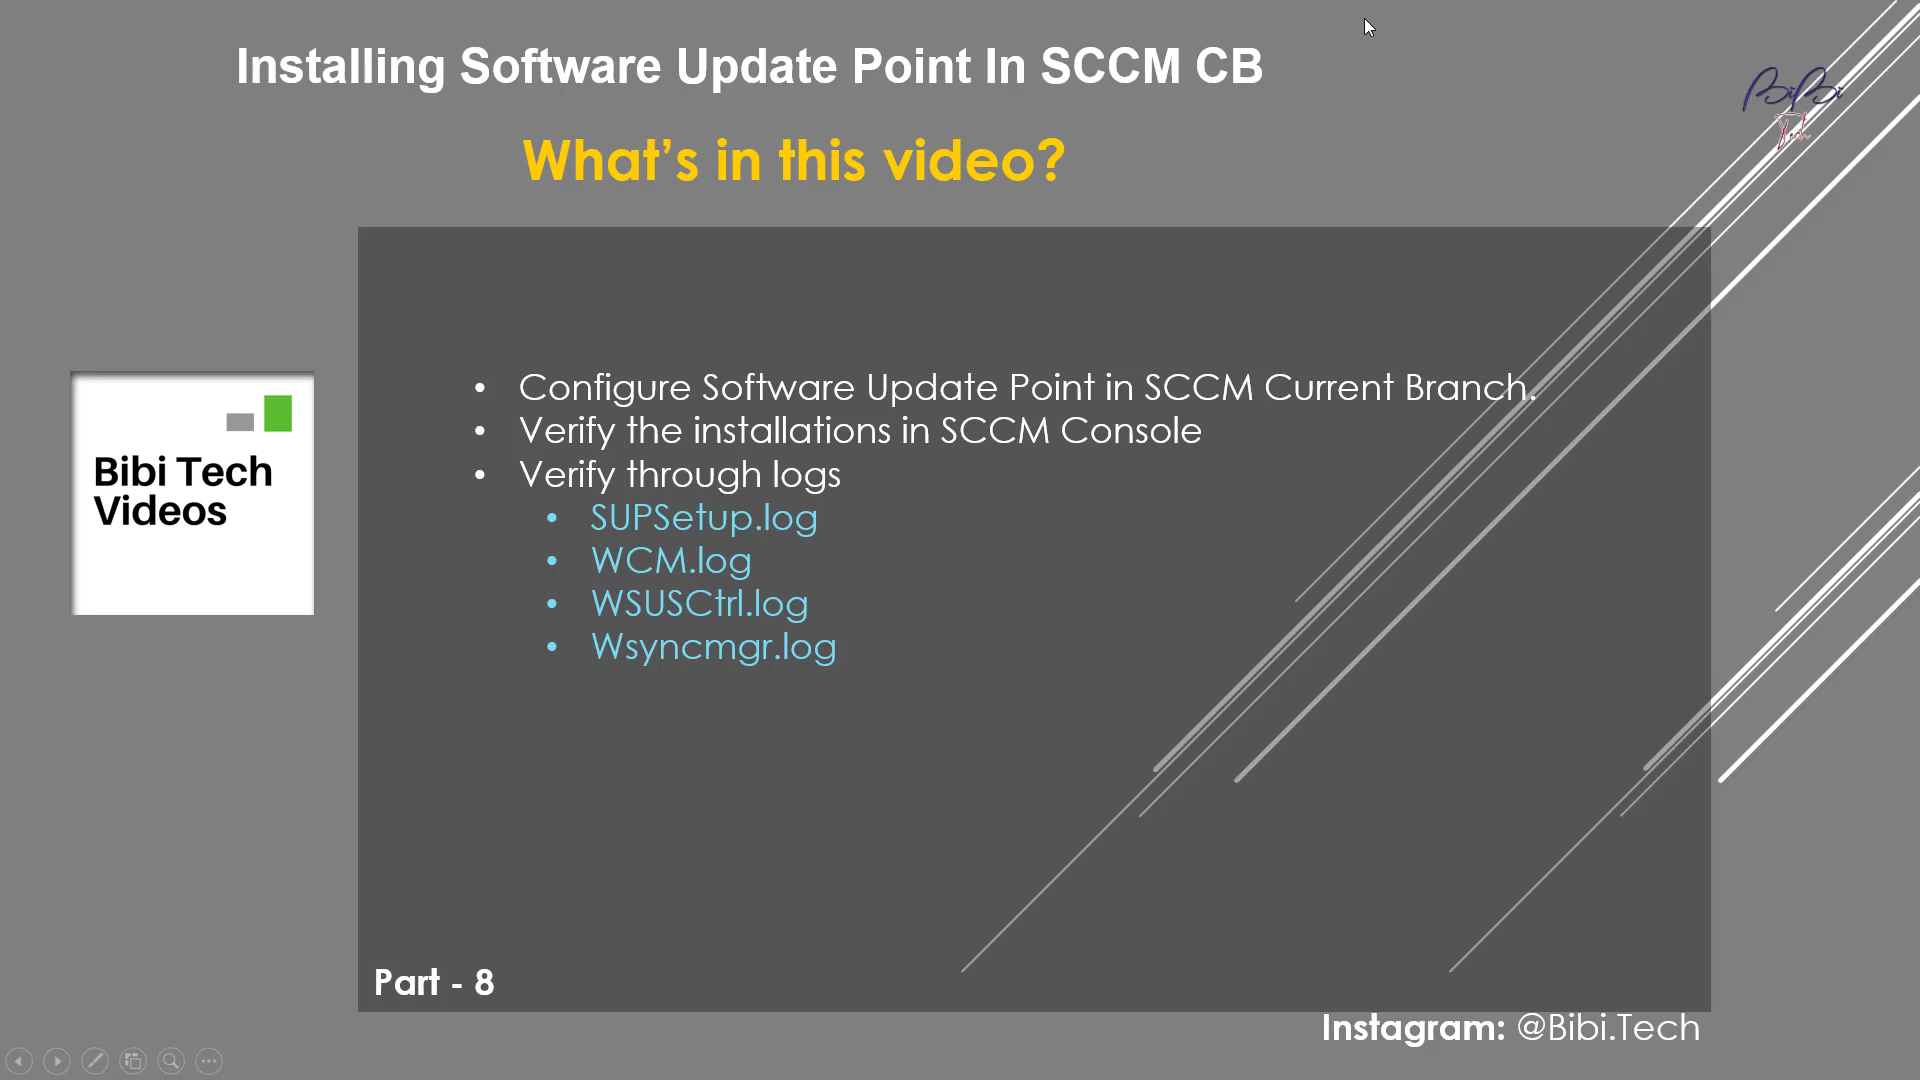 Installing Software Update Point In SCCM CB
BiBi
Tech
What's in this video?
• Configure Software Update Point in SCCM Current Branch.
• Verify the installations in SCCM Console
• Verify through logs
• SUPSetup.log
• WCM.log
• WSUSCtrl.log
• Wsyncmgr.log
Bibi Tech
Videos
Part - 8
Instagram: @Bibi.Tech